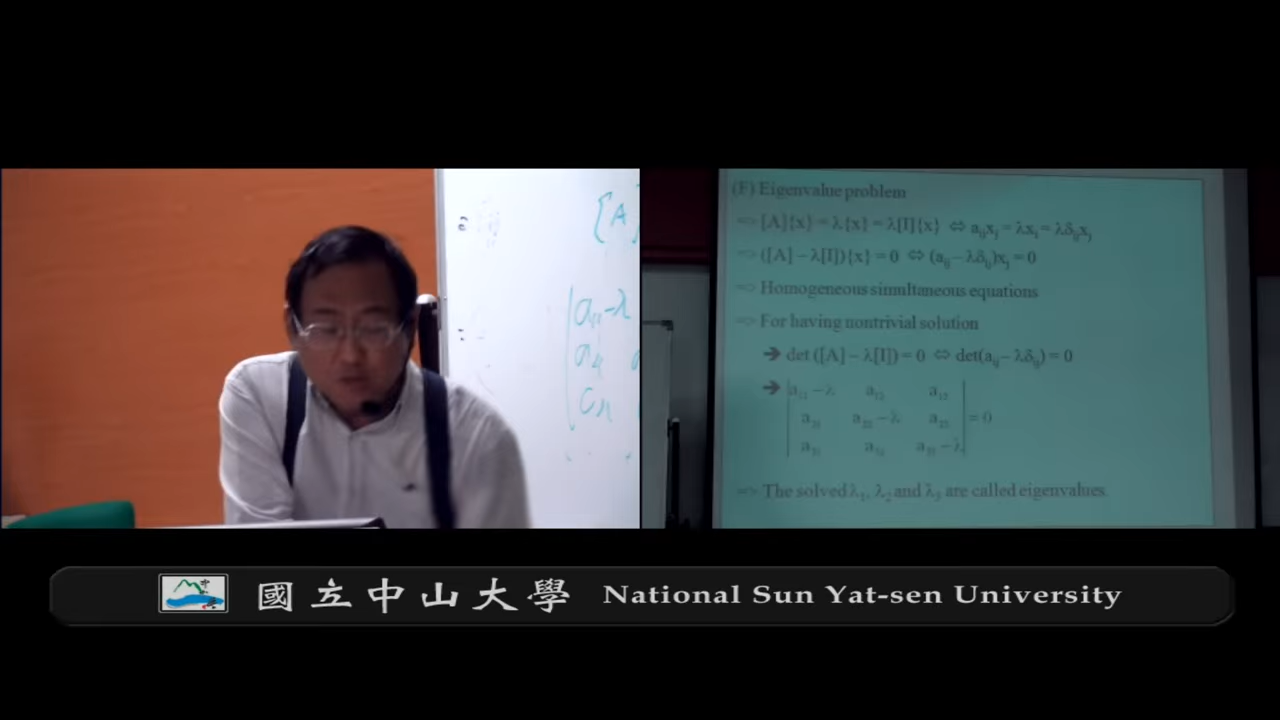 [A]
a₁₁-λ
a₂₁
(F) Eigenvalue problem
=> [A]{x} = λ{x} = λ[I]{x} ⇔ aᵢⱼxⱼ = λxᵢ = λδᵢⱼxⱼ
=> ([A] – λ[I]){x} = 0 ⇔ (aᵢⱼ – λδᵢⱼ)xⱼ = 0
=> Homogeneous simultaneous equations
=> For having nontrivial solution
➔ det ([A] – λ[I]) = 0 ⇔ det(aᵢⱼ – λδᵢⱼ) = 0
➔ | a₁₁ – λ a₁₂ a₁₃ |
| a₂₁ a₂₂ – λ a₂₃ | = 0
| a₃₁ a₃₂ a₃₃ – λ |
=> The solved λ₁, λ₂ and λ₃ are called eigenvalues.
國立中山大學 National Sun Yat-sen University